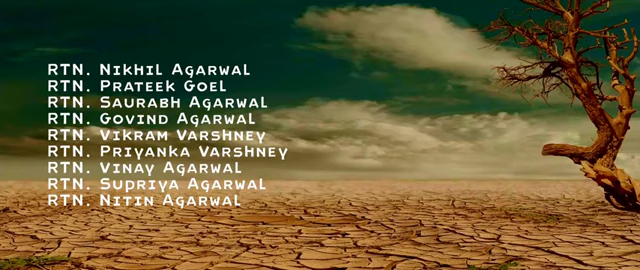 RTN. Nikhil Agarwal
RTN. Prateek Goel
RTN. Saurabh Agarwal
RTN. Govind Agarwal
RTN. Vikram Varshney
RTN. Priyanka Varshney
RTN. Vinay Agarwal
RTN. Supriya Agarwal
RTN. Nitin Agarwal